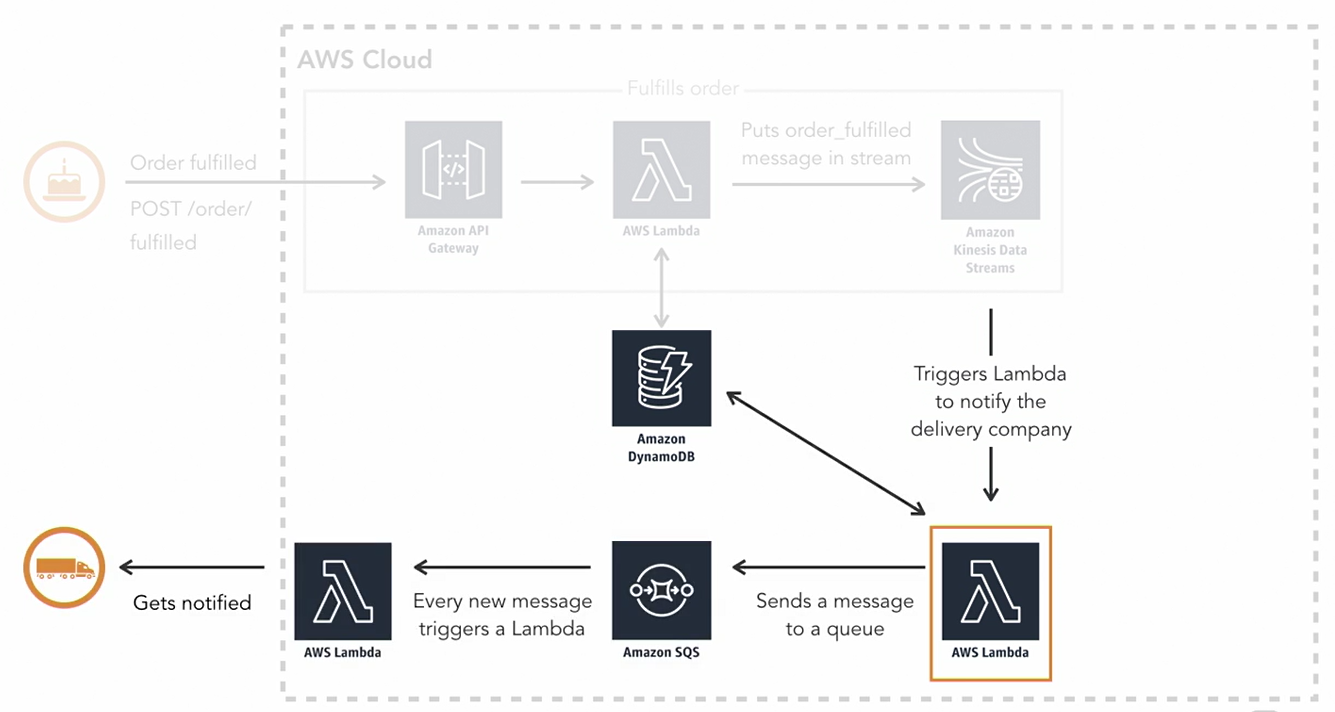 AWS Cloud
Fulfills order
Order fulfilled
POST /order/
fulfilled
Amazon API
Gateway
AWS Lambda
Puts order_fulfilled
message in stream
Amazon
Kinesis Data
Streams
Amazon
DynamoDB
Triggers Lambda
to notify the
delivery company
Gets notified
AWS Lambda
Every new message
triggers a Lambda
Amazon SQS
Sends a message
to a queue
AWS Lambda